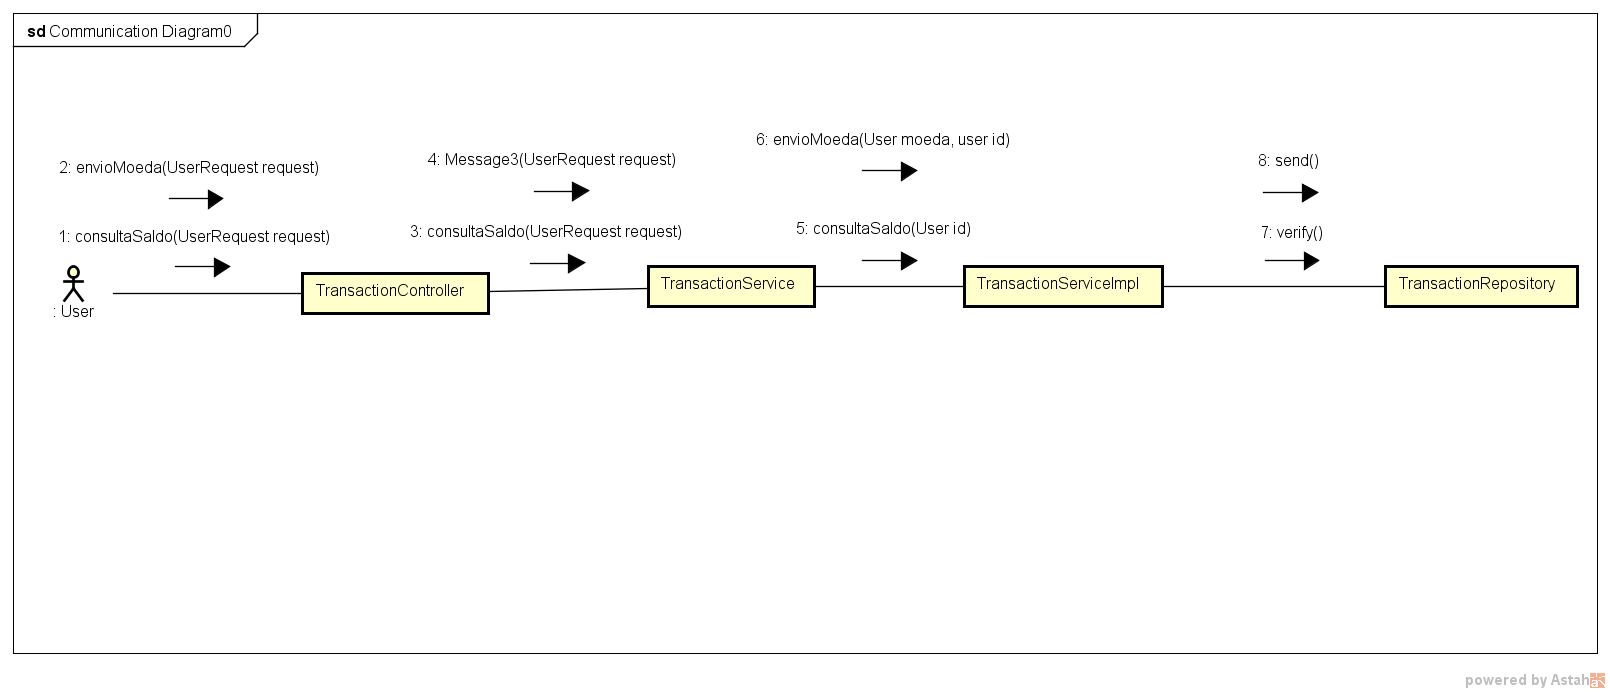 sd Communication Diagram0
6: envioMoeda(User moeda, user id)
2: envioMoeda(UserRequest request)
4: Message3(UserRequest request)
8: send()
1: consultaSaldo(UserRequest request)
3: consultaSaldo(UserRequest request)
5: consultaSaldo(User id)
7: verify()
: User
TransactionController
TransactionService
TransactionServiceImpl
TransactionRepository
powered by Astah